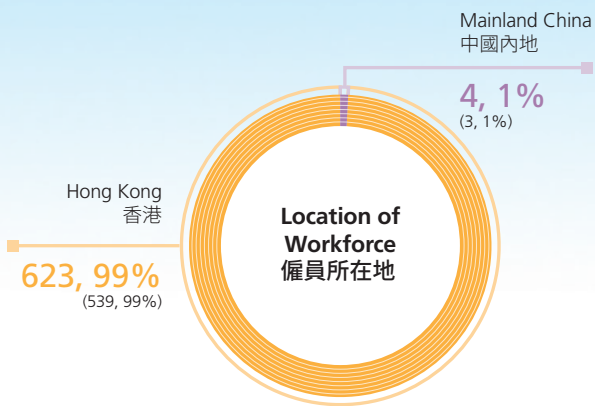 Mainland China
中國內地
4, 1%
(3, 1%)
Hong Kong
香港
623, 99%
(539, 99%)
Location of
Workforce
僱員所在地